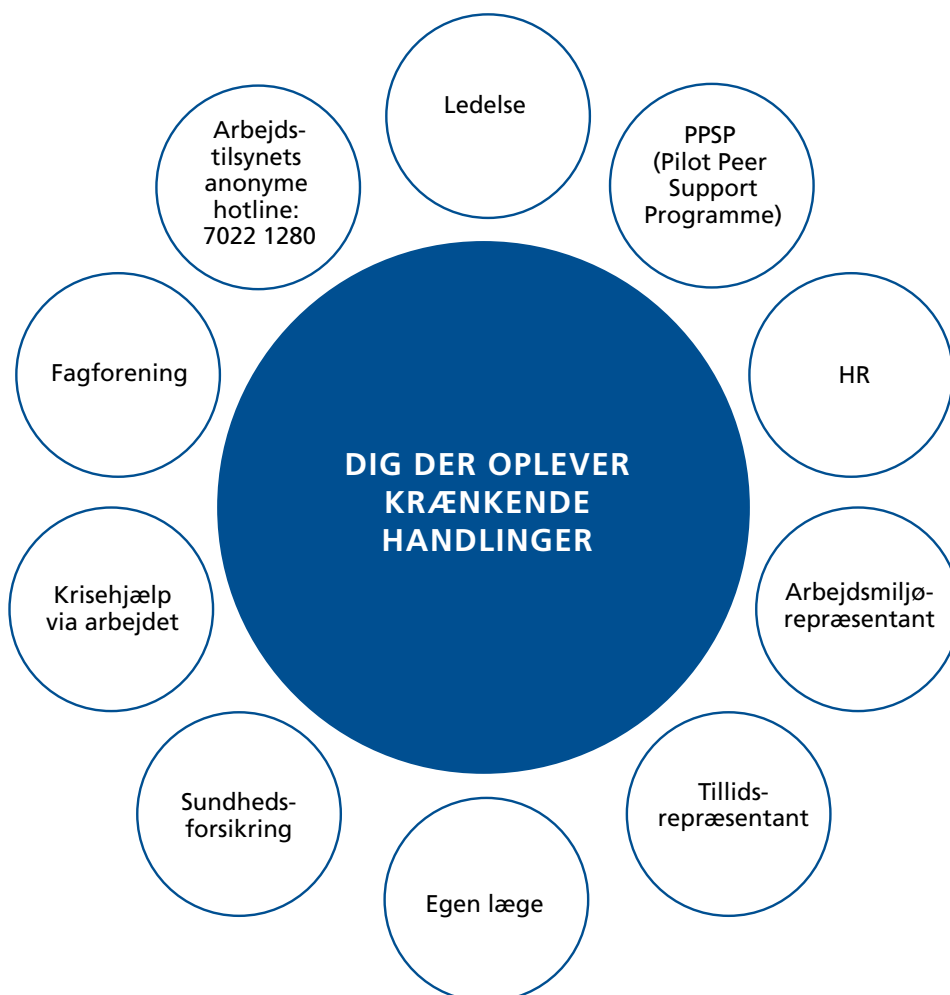 Ledelse
PPSP
(Pilot Peer
Support
Programme)
HR
Arbejdsmiljø-
repræsentant
Tillids-
repræsentant
Egen læge
Sundheds-
forsikring
Krisehjælp
via arbejdet
Fagforening
Arbejds-
tilsynets
anonyme
hotline:
7022 1280
DIG DER OPLEVER
KRÆNKENDE
HANDLINGER